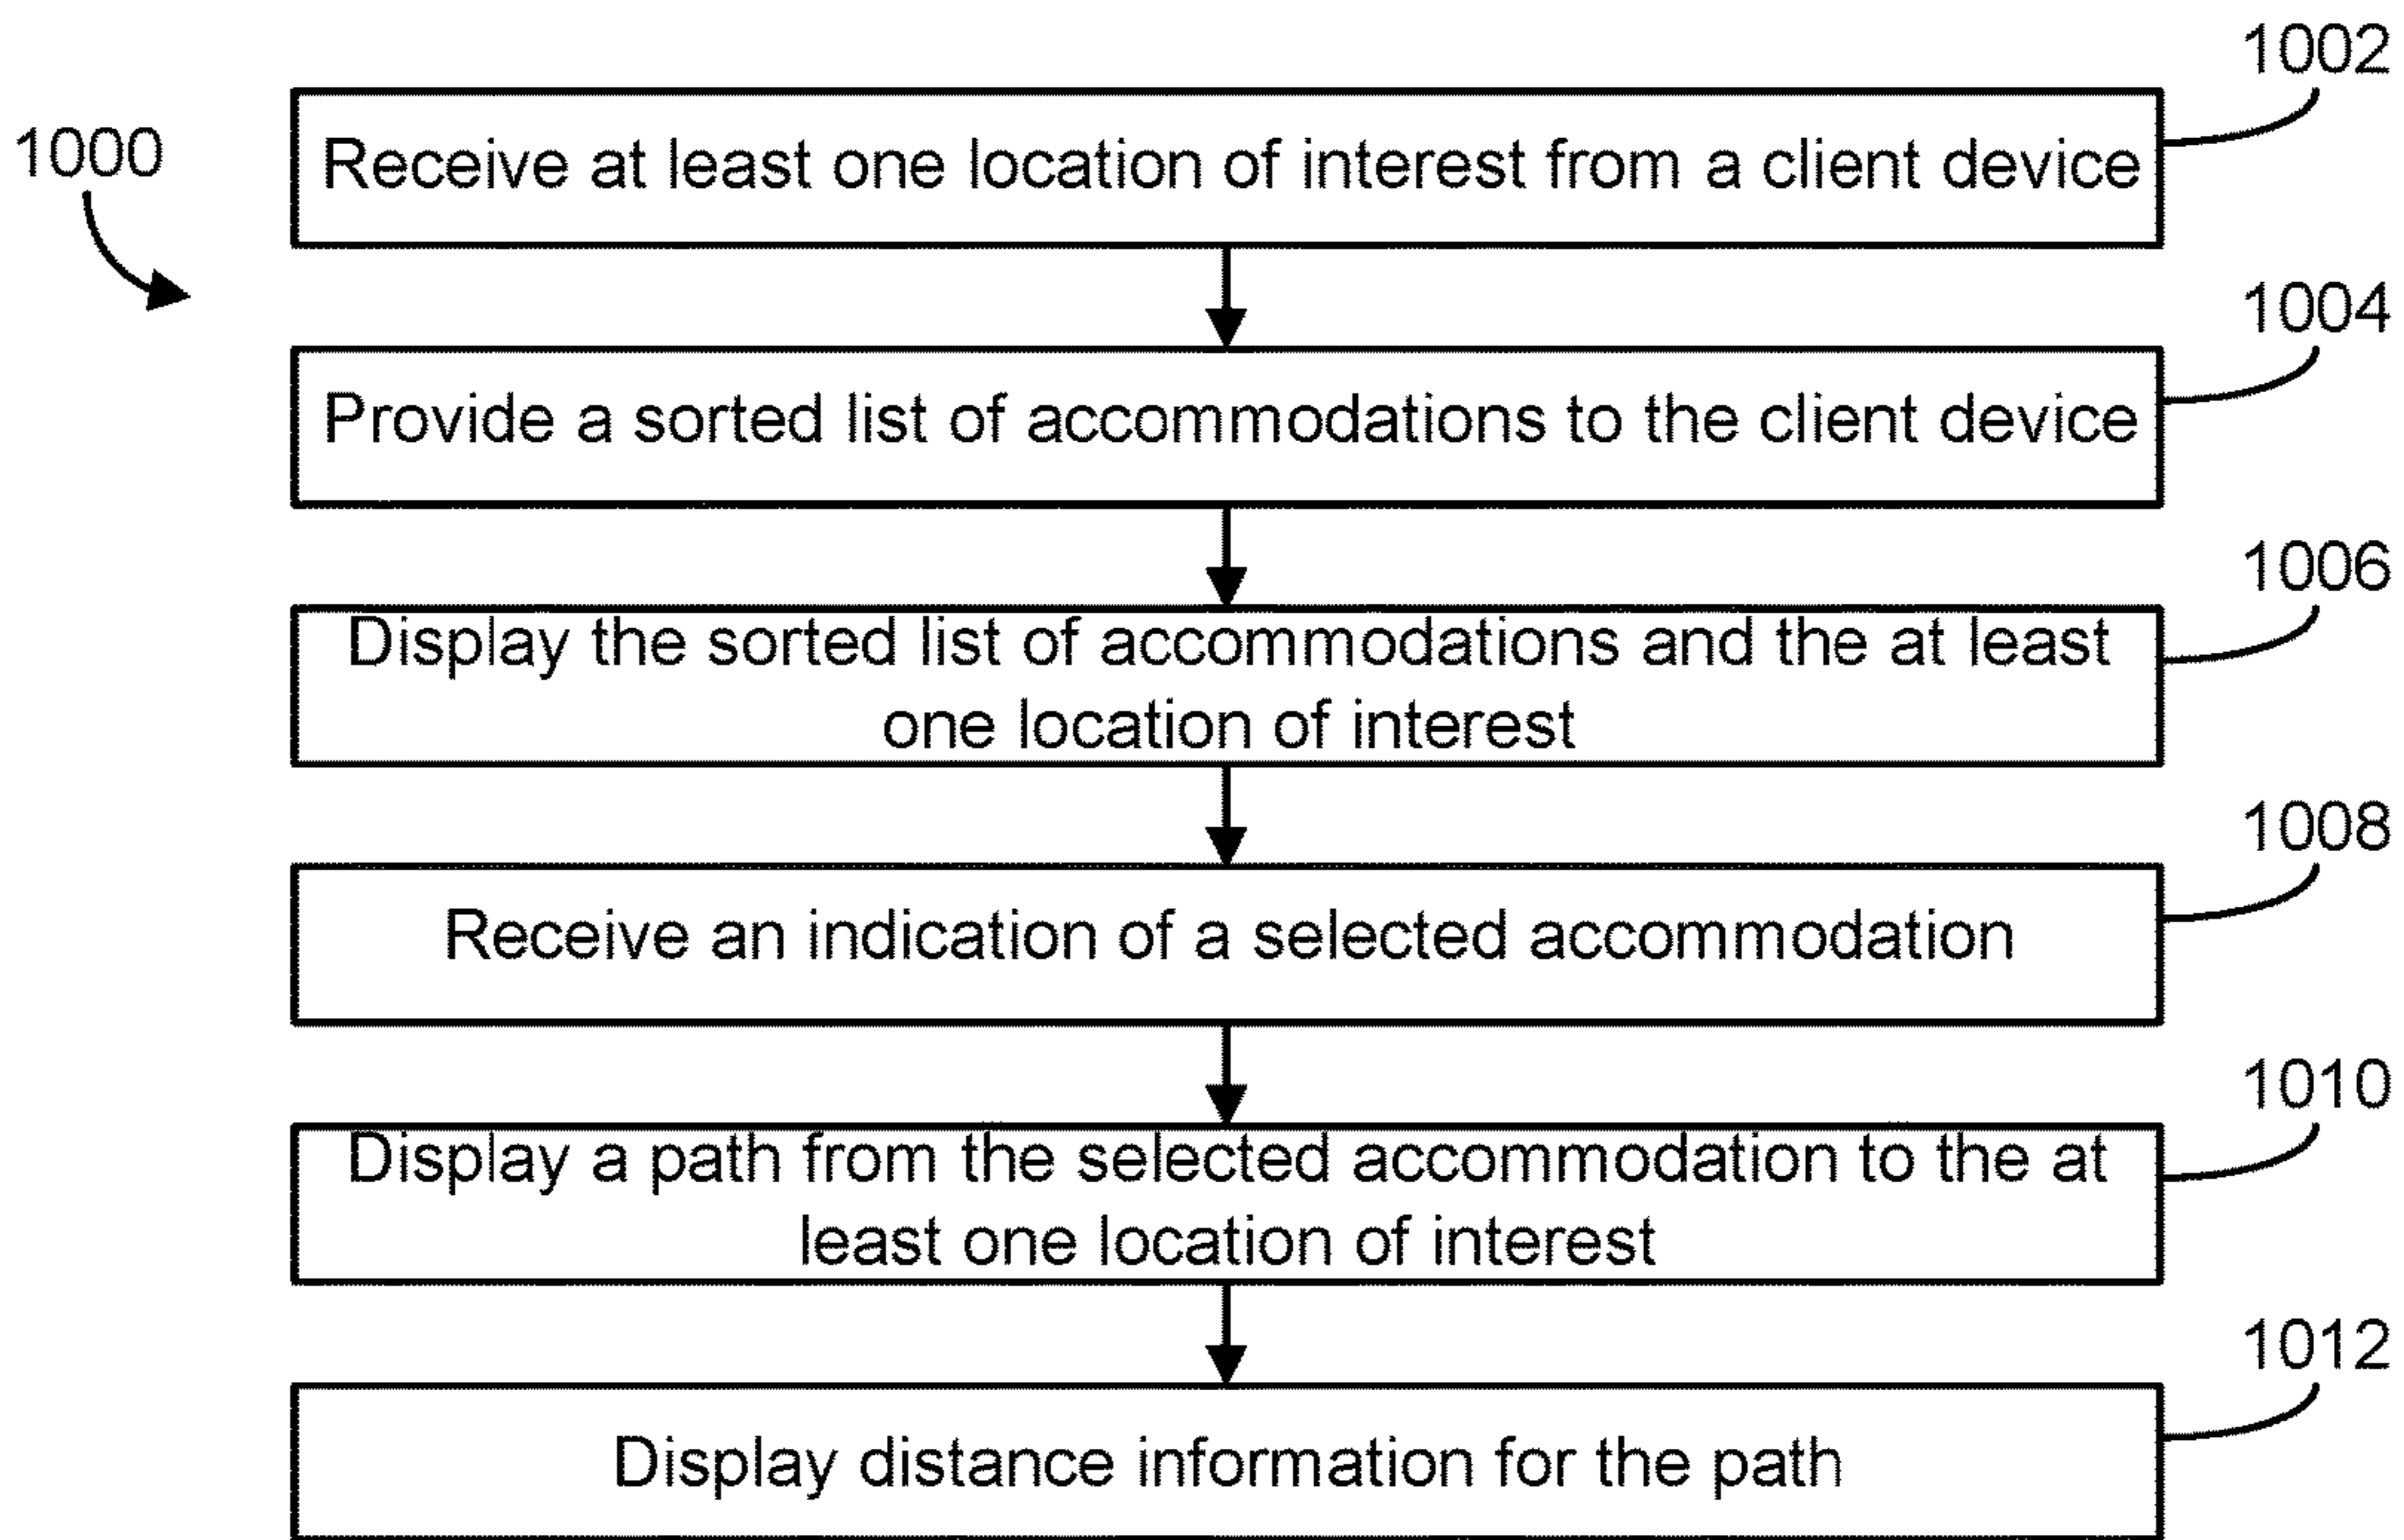 1002
1000
Receive at least one location of interest from a client device
1004
Provide a sorted list of accommodations to the client device
1006
Display the sorted list of accommodations and the at least
one location of interest
1008
Receive an indication of a selected accommodation
1010
Display a path from the selected accommodation to the at
least one location of interest
1012
Display distance information for the path